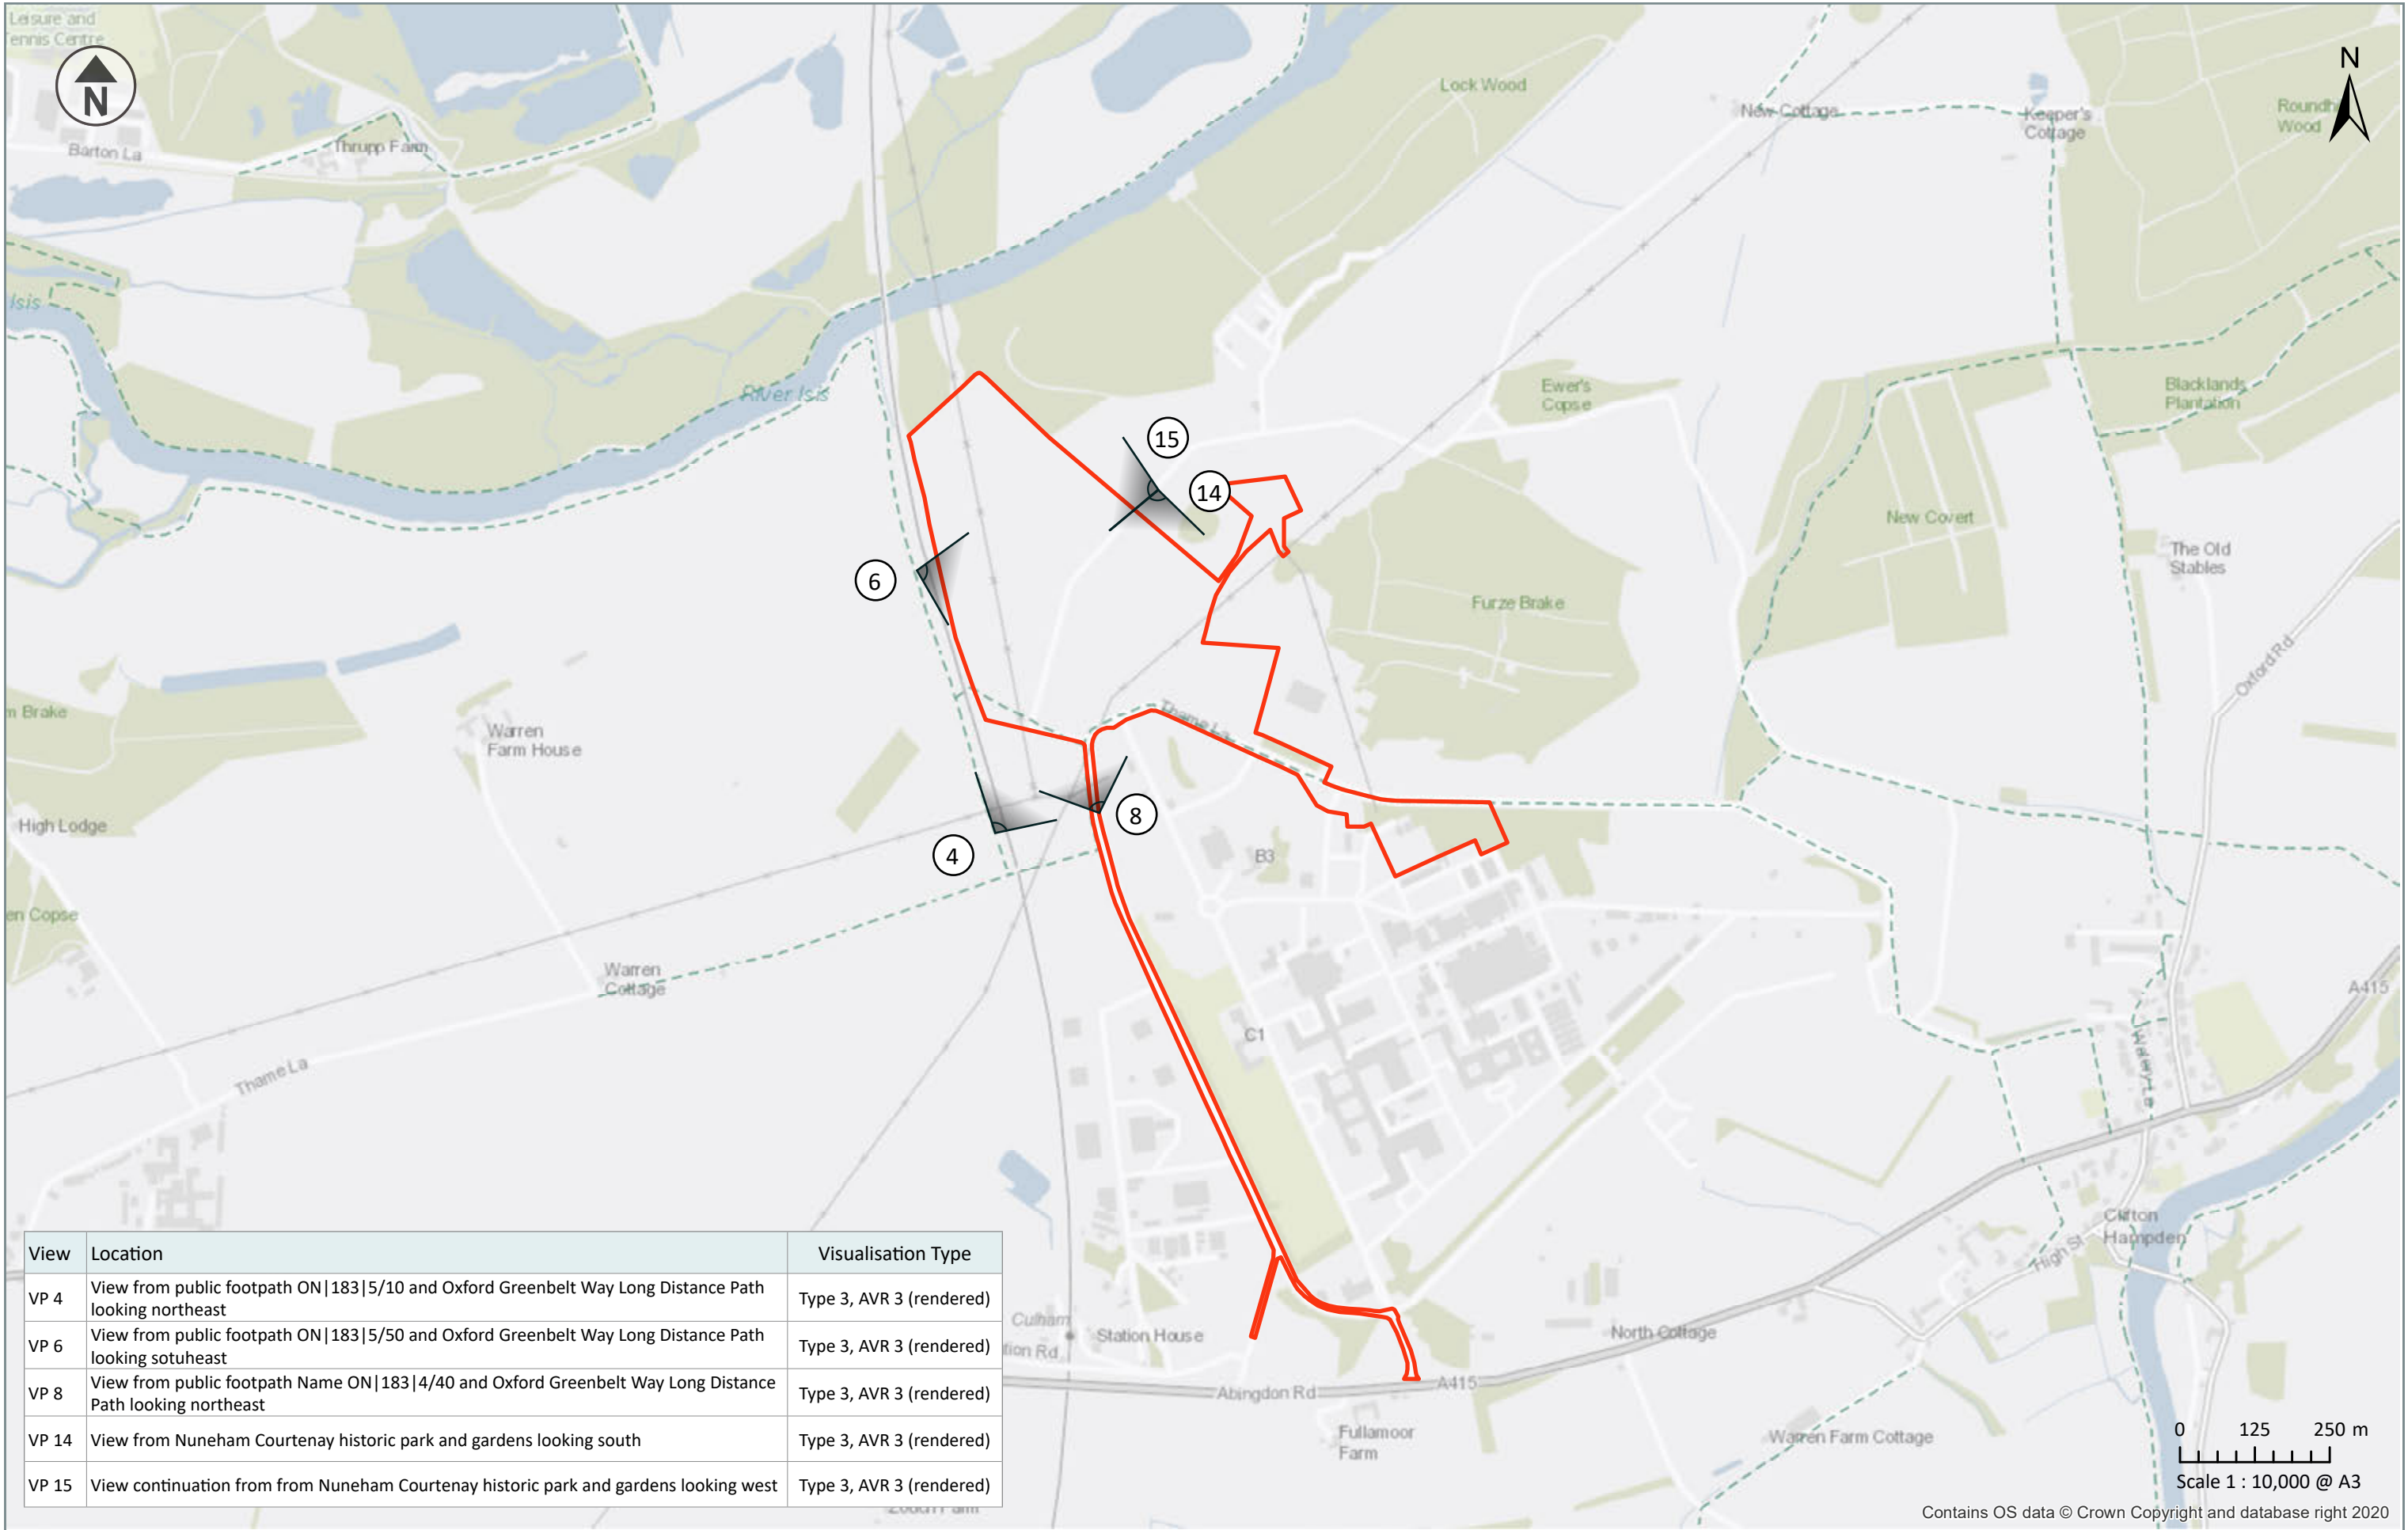 Leisure and
Tennis Centre
N
Barton La
Thrupp Farm
Lock Wood
New Cottage
Keeper's
Cottage
N
Wood
Isis
River Isis
Ewer's
Copse
Blacklands
Plantation
15
14
New Covert
The Old
Stables
6
Furze Brake
Oxford Rd
Brake
Warren
Farm House
Thame La
High Lodge
8
4
B3
Copse
Warren
Cottage
A415
C1
Thame La
Clifton
Hampden
High St
Culham
Station House
North Cottage
Rd
Abingdon Rd
A415
Fullamoor
Farm
Warren Farm Cottage
View Location Visualisation Type
VP 4 View from public footpath ON|183|5/10 and Oxford Greenbelt Way Long Distance Path
looking northeast Type 3, AVR 3 (rendered)
VP 6 View from public footpath ON|183|5/50 and Oxford Greenbelt Way Long Distance Path
looking sotuheast Type 3, AVR 3 (rendered)
VP 8 View from public footpath Name ON|183|4/40 and Oxford Greenbelt Way Long Distance
Path looking northeast Type 3, AVR 3 (rendered)
VP 14 View from Nuneham Courtenay historic park and gardens looking south Type 3, AVR 3 (rendered)
VP 15 View continuation from from Nuneham Courtenay historic park and gardens looking west Type 3, AVR 3 (rendered)
0 125 250 m
Scale 1 : 10,000 @ A3
Contains OS data © Crown Copyright and database right 2020